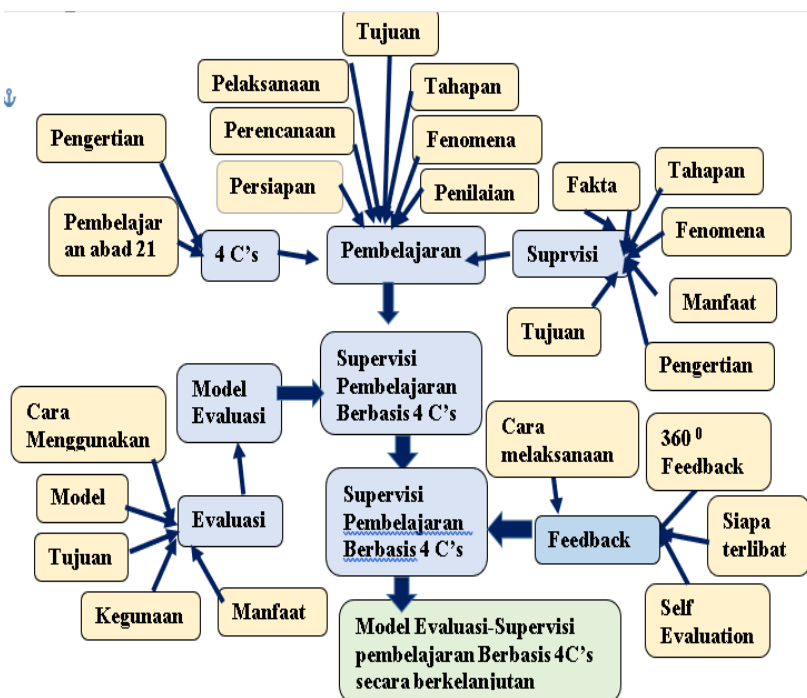 Tujuan
Pelaksanaan
Tahapan
Perencanaan
Fenomena
Pengertian
Persiapan
Penilaian
Fakta
Tahapan
Pembelajar
an abad 21
4 C's
Pembelajaran
Suprvisi
Fenomena
Manfaat
Tujuan
Pengertian
Supervisi
Pembelajaran
Berbasis 4 C's
Model
Evaluasi
Cara
Menggunakan
Cara
melaksanaan
360 0
Feedback
Model
Evaluasi
Supervisi
Pembelajaran
Berbasis 4 C's
Feedback
Siapa
terlibat
Tujuan
Kegunaan
Manfaat
Self
Evaluation
Model Evaluasi-Supervisi
pembelajaran Berbasis 4C's
secara berkelanjutan